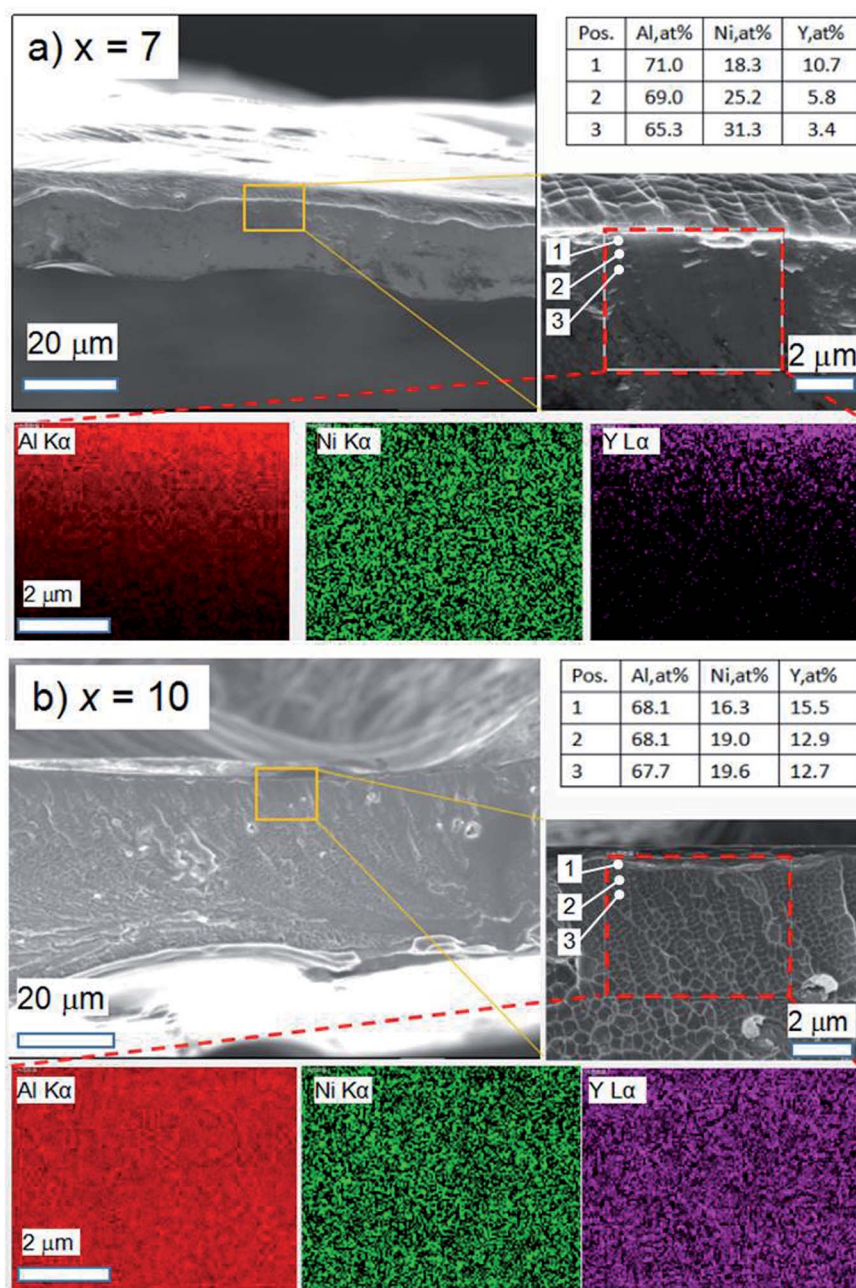 a) x = 7
Pos. Al,at% Ni,at% Y,at%
1 71.0 18.3 10.7
2 69.0 25.2 5.8
3 65.3 31.3 3.4
1
2
3
20 μm
2 μm
Al Kα
Ni Kα
Y Lα
2 μm
b) x = 10
Pos. Al,at% Ni,at% Y,at%
1 68.1 16.3 15.5
2 68.1 19.0 12.9
3 67.7 19.6 12.7
1
2
3
20 μm
2 μm
Al Kα
Ni Kα
Y Lα
2 μm